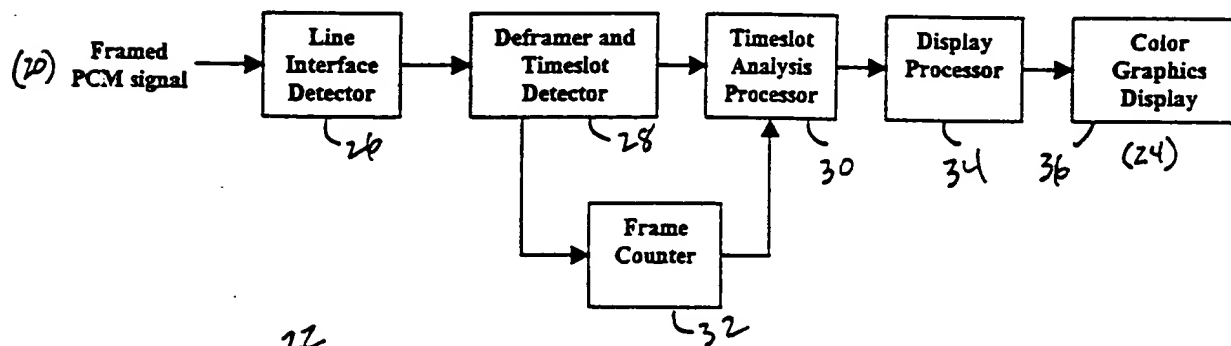 (20) Framed
PCM signal
Line
Interface
Detector
26
Deframer and
Timeslot
Detector
28
Timeslot
Analysis
Processor
30
Display
Processor
34
Color
Graphics
Display
36
(24)
Frame
Counter
32
22